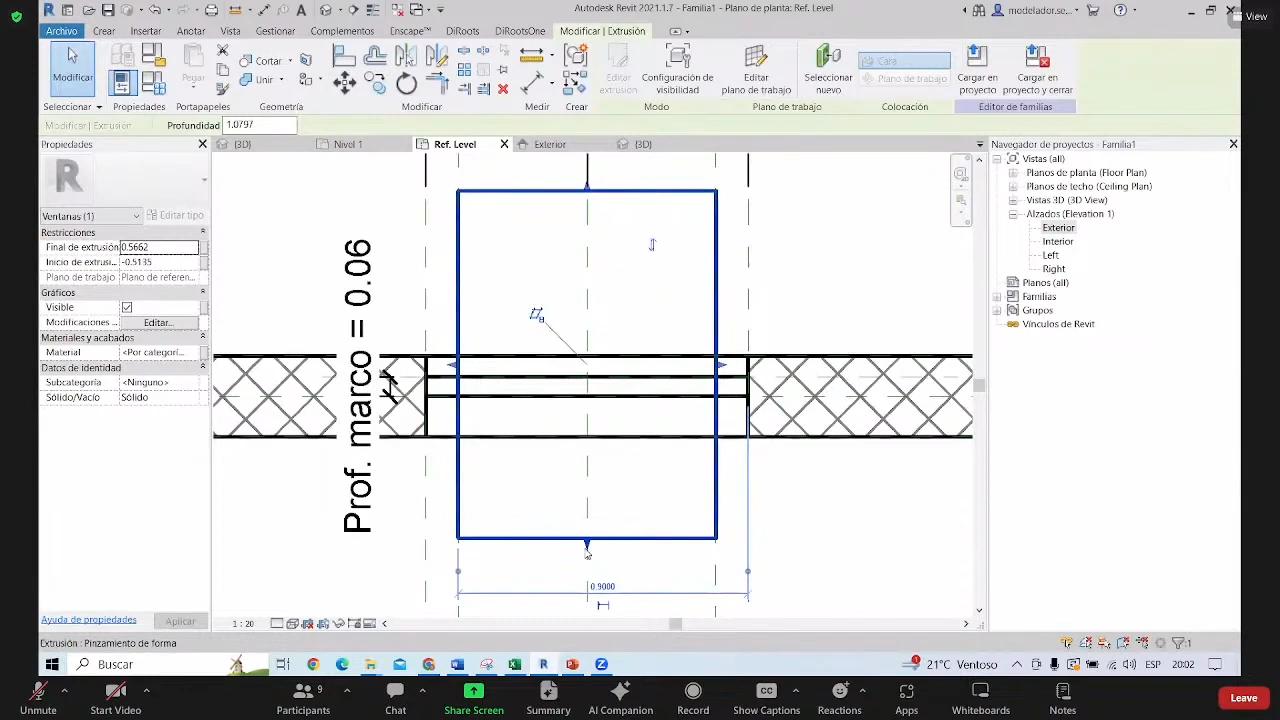 Autodesk Revit 2021.1.7 - Familia1 - Plano de planta: Ref. Level
modelador.se...
View
Archivo
Crear
Insertar
Anotar
Vista
Gestionar
Complementos
Enscape™
DiRoots
DiRootsOne
Modificar | Extrusión
Modificar
Pegar
Cortar
Unir
Editar
extrusión
Configuración de
visibilidad
Editar
plano de trabajo
Seleccionar
nuevo
Cara
Plano de trabajo
Cargar en
proyecto
Cargar en
proyecto y cerrar
Seleccionar
Propiedades
Portapapeles
Geometría
Modificar
Medir
Crear
Modo
Plano de trabajo
Colocación
Editor de familias
Modificar | Extrusión
Profundidad
1.0797
Propiedades
(3D)
Nivel 1
Ref. Level
Exterior
(3D)
Navegador de proyectos - Familia1
R
Ventanas (1)
Editar tipo
Restricciones
Final de extrusión
0.5662
Inicio de extrusi...
-0.5135
Plano de trabajo
Plano de referen...
Gráficos
Visible
Modificaciones ...
Editar...
Materiales y acabados
Material
<Por categorí...
Datos de identidad
Subcategoría
<Ninguno>
Sólido/Vacío
Sólido
Ayuda de propiedades
Aplicar
Prof. marco = 0.06
0.9000
Vistas (all)
Planos de planta (Floor Plan)
Planos de techo (Ceiling Plan)
Vistas 3D (3D View)
Alzados (Elevation 1)
Exterior
Interior
Left
Right
Planos (all)
Familias
Grupos
Vínculos de Revit
1 : 20
Extrusión : Pinzamiento de forma
:1
Buscar
21°C Ventoso
ESP
20:02
Unmute
Start Video
9
Participants
Chat
Share Screen
Summary
AI Companion
Record
CC
Show Captions
Reactions
Apps
Whiteboards
Notes
Leave